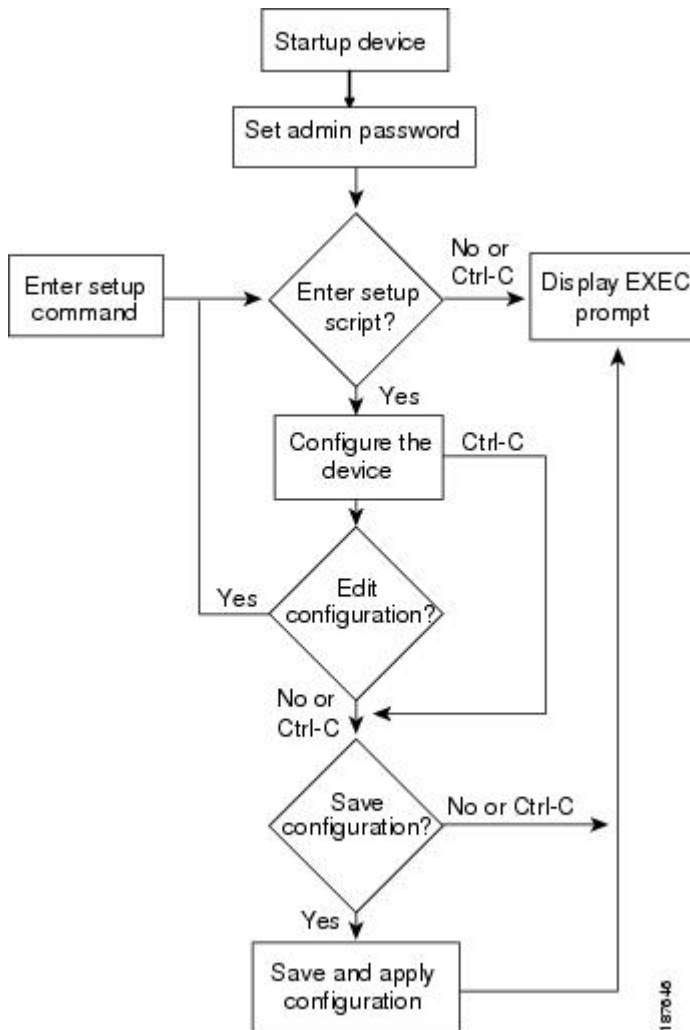 Startup device
Set admin password
Enter setup
command
Enter setup
script?
No or
Ctrl-C
Display EXEC
prompt
Yes
Configure the
device
Ctrl-C
Edit
configuration?
Yes
No or
Ctrl-C
Save
configuration?
No or Ctrl-C
Yes
Save and apply
configuration
187646